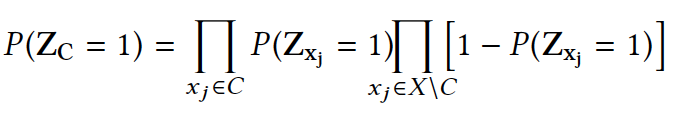 P(Z_C = 1) = ∏_{x_j∈C} P(Z_{x_j} = 1) ∏_{x_j∈X\C} [1 − P(Z_{x_j} = 1)]